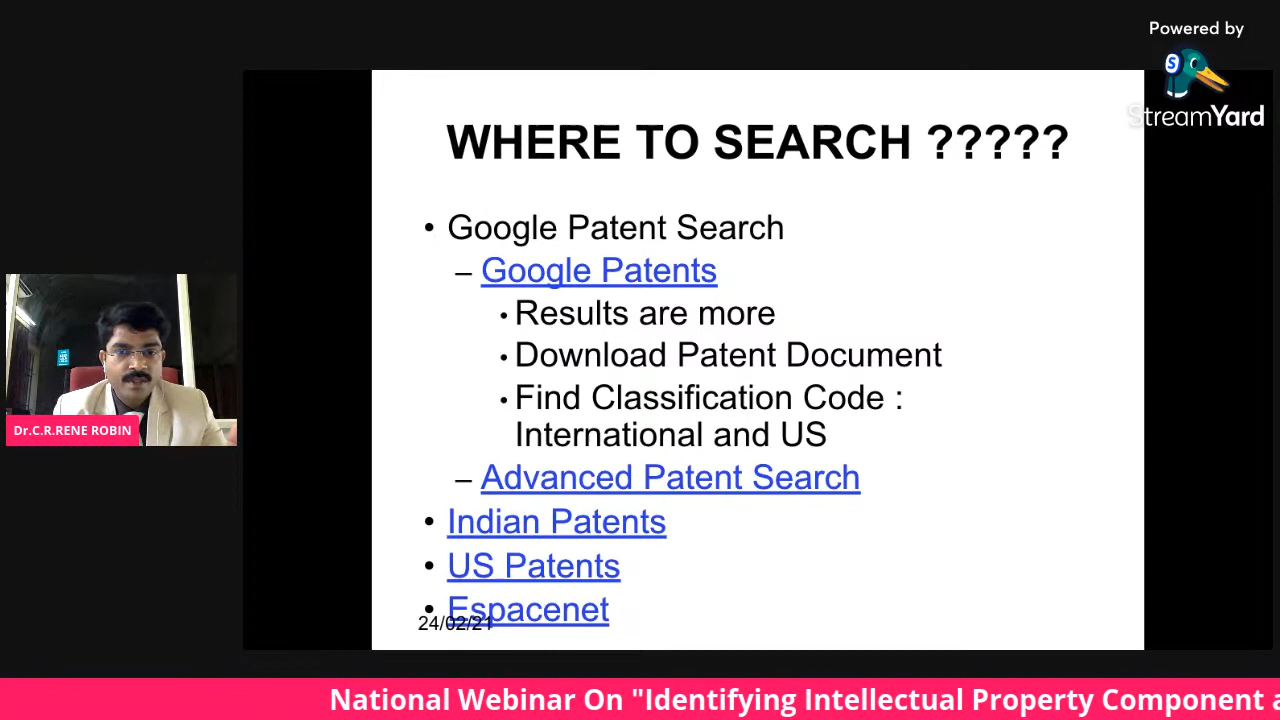 Powered by
StreamYard
WHERE TO SEARCH ?????
• Google Patent Search
– Google Patents
• Results are more
• Download Patent Document
• Find Classification Code :
International and US
– Advanced Patent Search
• Indian Patents
• US Patents
• Espacenet
24/02/21
Dr.C.R.RENE ROBIN
National Webinar On "Identifying Intellectual Property Component a